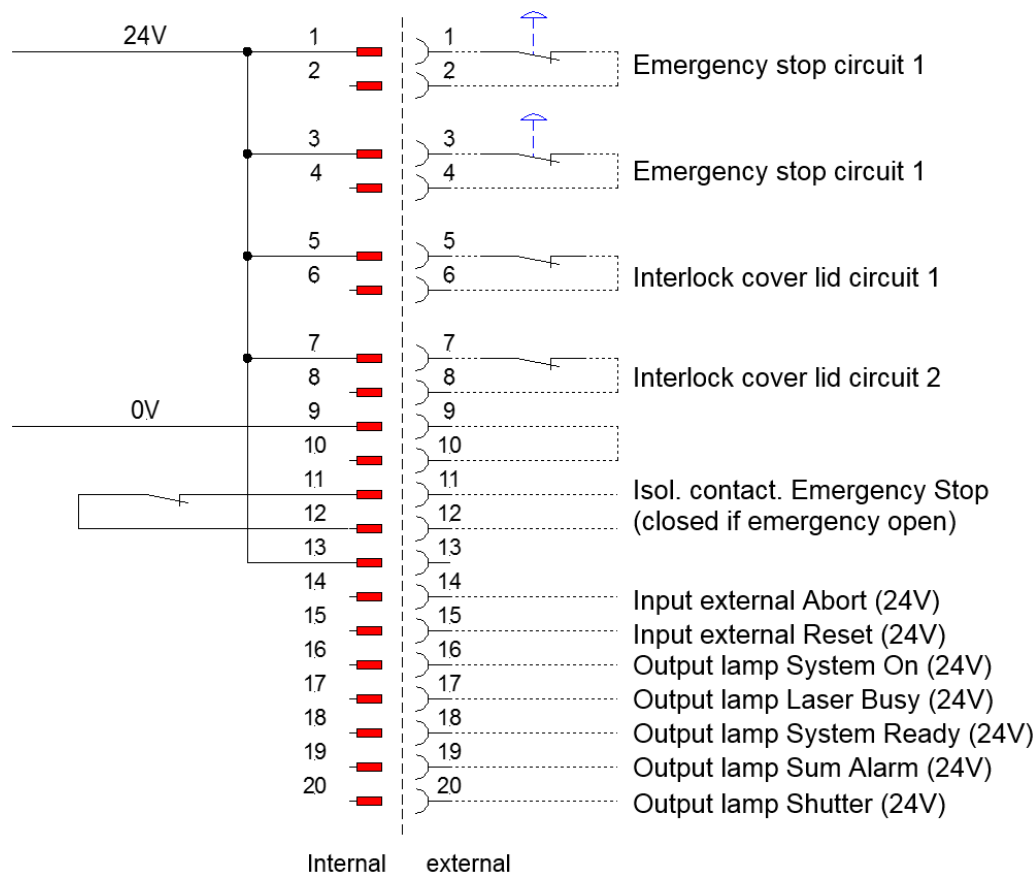 24V 1 1
2 2 Emergency stop circuit 1
3 3
4 4 Emergency stop circuit 1
5 5
6 6 Interlock cover lid circuit 1
7 7
8 8 Interlock cover lid circuit 2
0V 9 9
10 10
11 11 Isol. contact. Emergency Stop
12 12 (closed if emergency open)
13 13
14 14 Input external Abort (24V)
15 15 Input external Reset (24V)
16 16 Output lamp System On (24V)
17 17 Output lamp Laser Busy (24V)
18 18 Output lamp System Ready (24V)
19 19 Output lamp Sum Alarm (24V)
20 20 Output lamp Shutter (24V)
Internal external